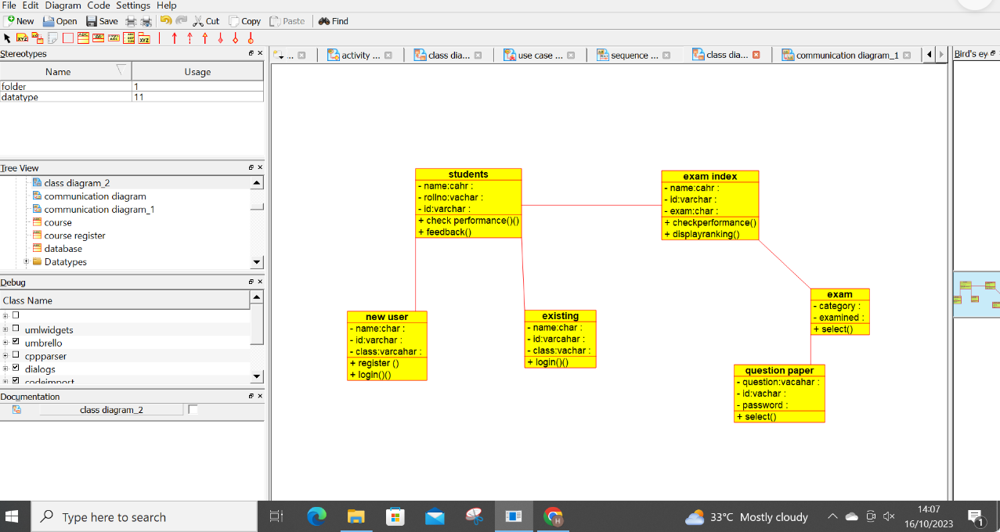 File Edit Diagram Code Settings Help
New Open Save Cut Copy Paste Find
Stereotypes
Name Usage
folder 1
datatype 11
Tree View
class diagram_2
communication diagram
communication diagram_1
course
course register
database
Datatypes
Debug
Class Name
umlwidgets
umbrello
cppparser
dialogs
codeimport
Documentation
class diagram_2
... activity ... class dia... use case ... sequence ... class dia... communication diagram_1
Bird's ey
students
- name:cahr :
- rollno:vachar :
- id:varchar :
+ check performance()()
+ feedback()
exam index
- name:cahr :
- id:varchar :
- exam:char :
+ checkperformance()
+ displayranking()
new user
- name:char :
- id:varchar :
- class:varcahar :
+ register ()
+ login()()
existing
- name:char :
- id:varcahar :
- class:vachar :
+ login()()
exam
- category :
- examined :
+ select()
question paper
- question:vacahar :
- id:vachar :
- password :
+ select()
Type here to search
H
33°C Mostly cloudy
14:07
16/10/2023
1